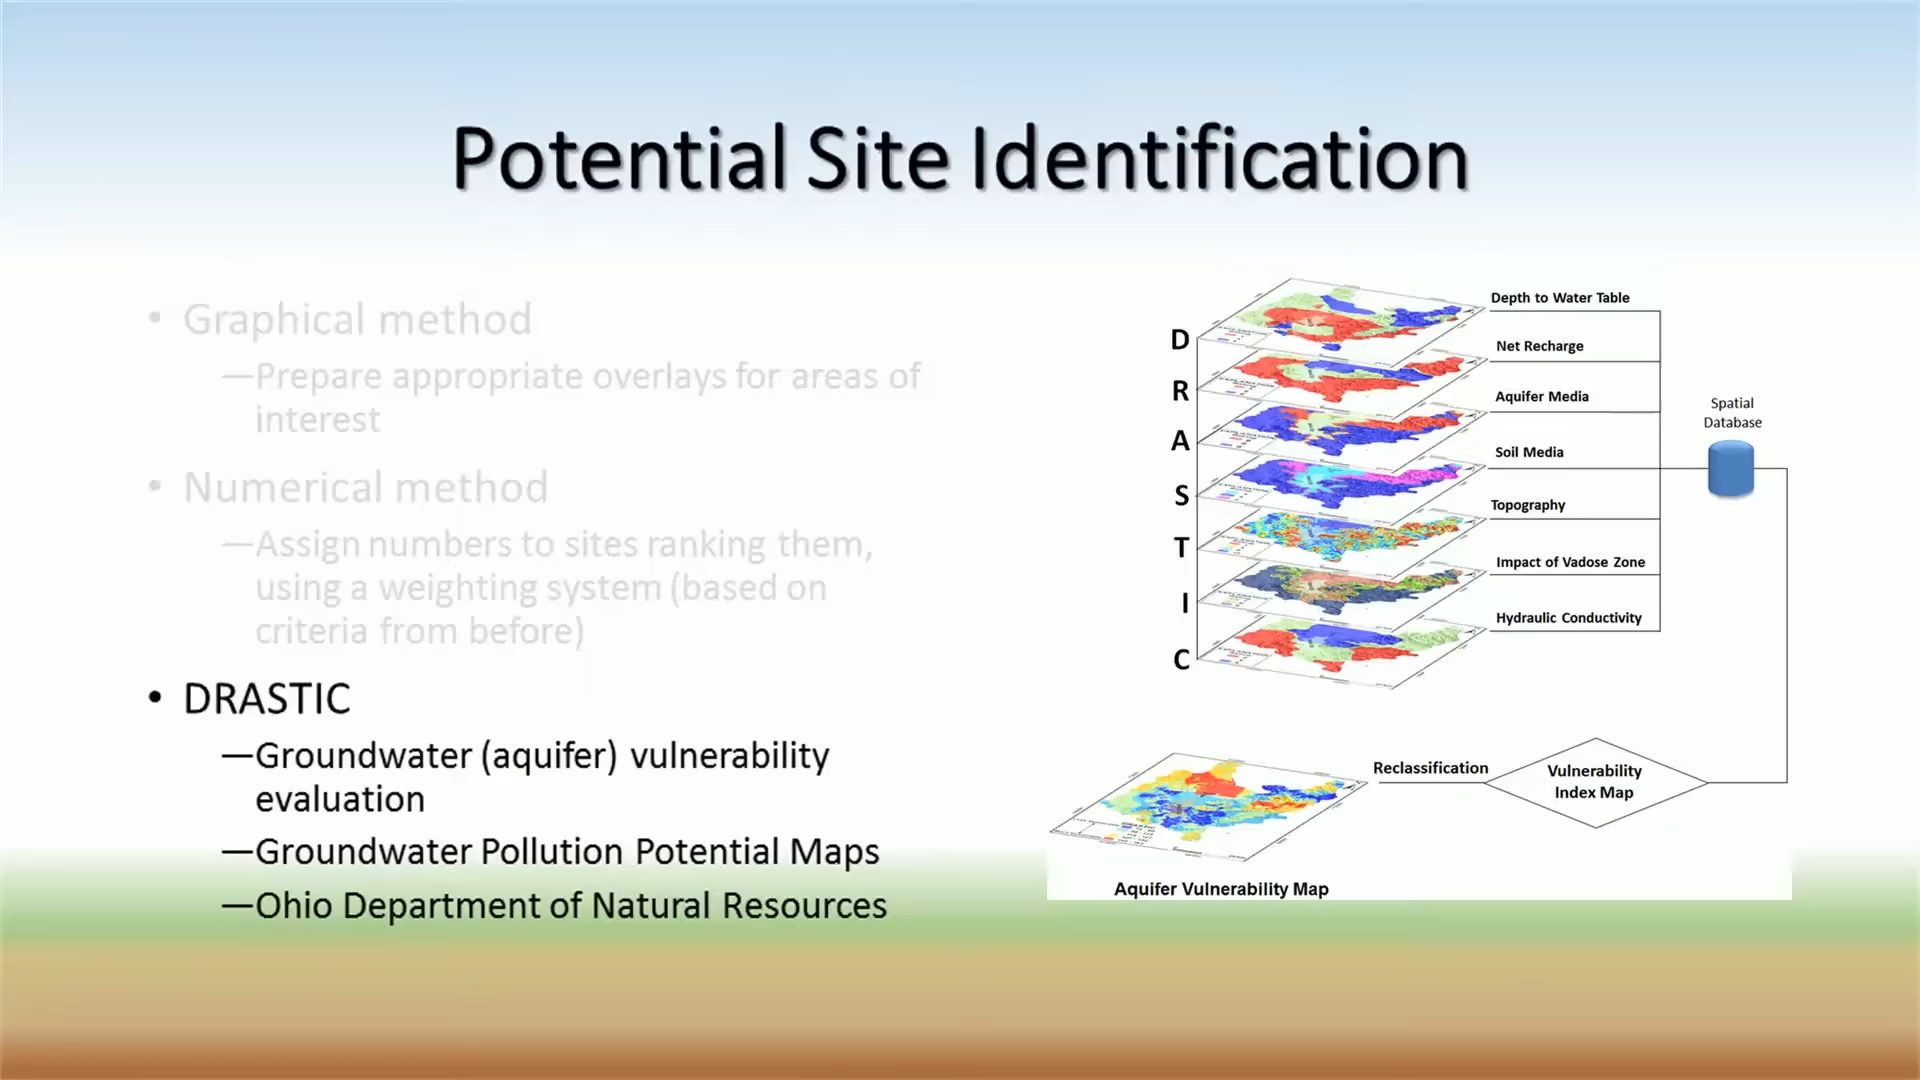 Potential Site Identification
• Graphical method
—Prepare appropriate overlays for areas of
interest
• Numerical method
—Assign numbers to sites ranking them,
using a weighting system (based on
criteria from before)
• DRASTIC
—Groundwater (aquifer) vulnerability
evaluation
—Groundwater Pollution Potential Maps
—Ohio Department of Natural Resources
D
Depth to Water Table
R
Net Recharge
A
Aquifer Media
S
Soil Media
T
Topography
I
Impact of Vadose Zone
C
Hydraulic Conductivity
Spatial
Database
Vulnerability
Index Map
Reclassification
Aquifer Vulnerability Map